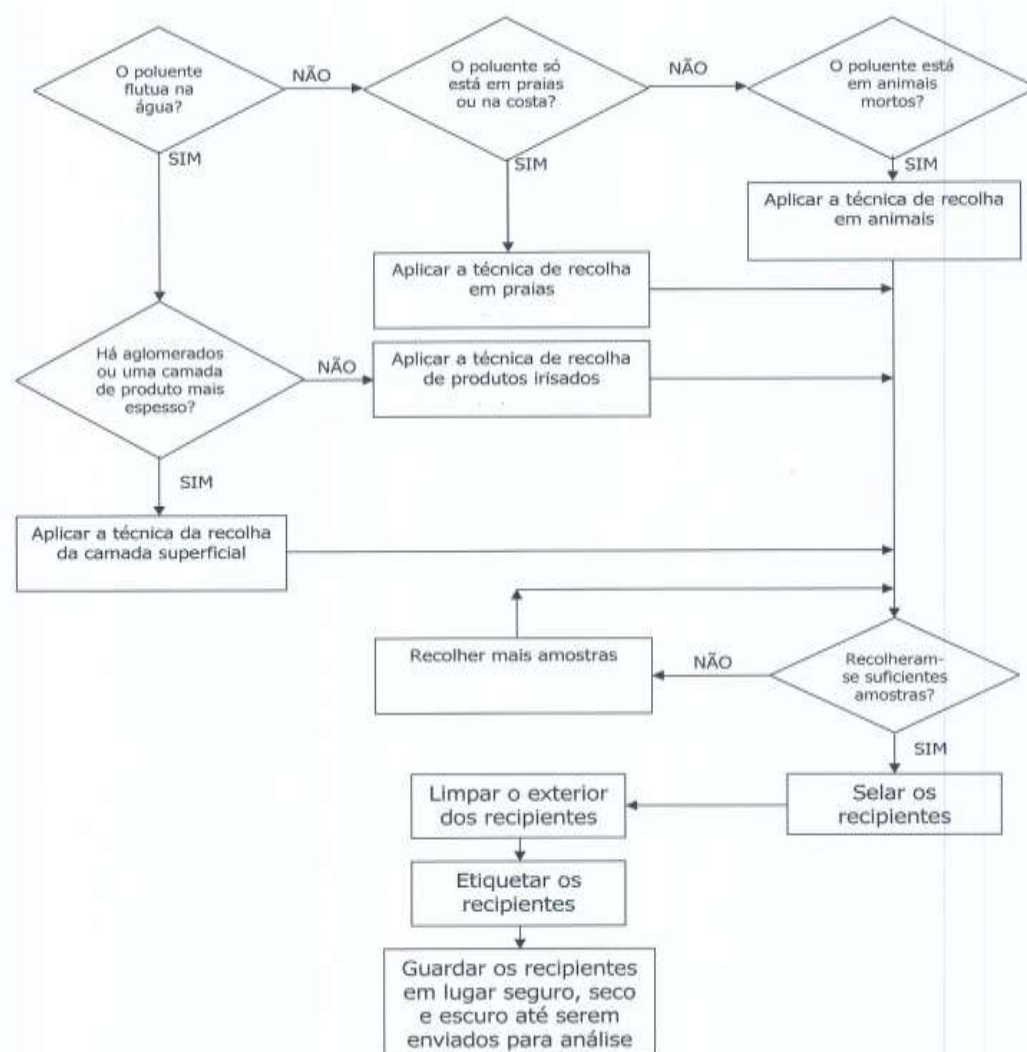 O poluente
flutua na
água?
NÃO
O poluente só
está em praias
ou na costa?
NÃO
O poluente está
em animais
mortos?
SIM
SIM
SIM
Aplicar a técnica de recolha
em animais
Aplicar a técnica de recolha
em praias
Há aglomerados
ou uma camada
de produto mais
espesso?
NÃO
Aplicar a técnica de recolha
de produtos irisados
SIM
Aplicar a técnica da recolha
da camada superficial
Recolher mais amostras
NÃO
Recolheram-
se suficientes
amostras?
SIM
Limpar o exterior
dos recipientes
Selar os
recipientes
Etiquetar os
recipientes
Guardar os recipientes
em lugar seguro, seco
e escuro até serem
enviados para análise